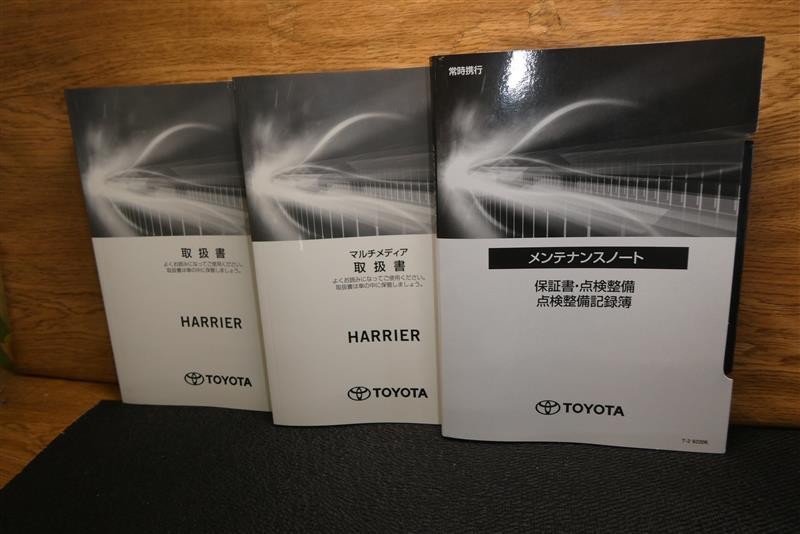 取扱書
よくお読みになってご使用ください。
取扱書は車の中に保管しましょう。
HARRIER
TOYOTA
マルチメディア
取扱書
よくお読みになってご使用ください。
取扱書は車の中に保管しましょう。
HARRIER
TOYOTA
常時携行
メンテナンスノート
保証書・点検整備
点検整備記録簿
TOYOTA